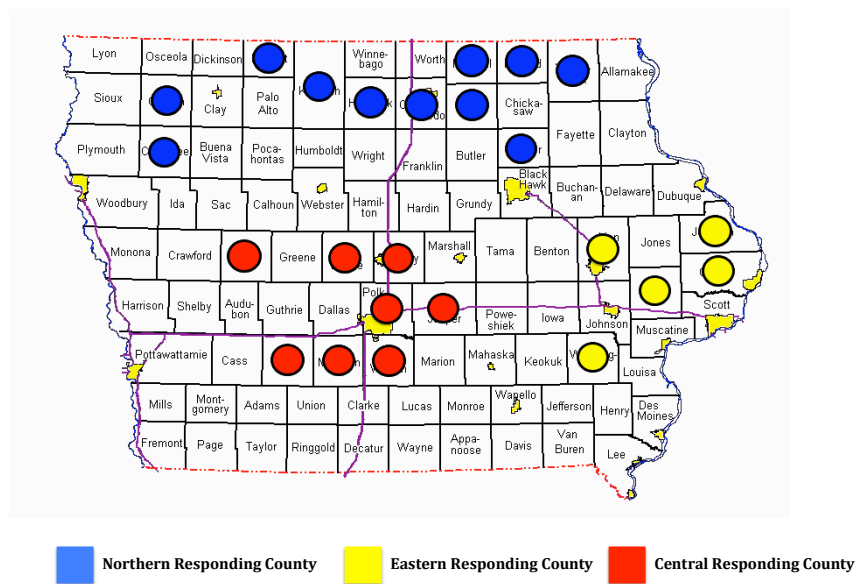 Lyon Osceola Dickinson Winne-
bago Worth Allamakee
Sioux Clay Palo
Alto Chicka-
saw
Fayette Clayton
Plymouth Buena
Vista Poca-
hontas Humboldt Wright Franklin Butler
Woodbury Ida Sac Calhoun Webster Hamil-
ton Hardin Grundy Black
Hawk Buchan-
an Delaware Dubuque
Monona Crawford Greene Marshall Tama Benton Jones
Harrison Shelby Audu-
bon Guthrie Dallas Polk Powe-
shiek Iowa Johnson Scott
Muscatine
Pottawattamie Cass Marion Mahaska Keokuk Louisa
Mills Mont-
gomery Adams Union Clarke Lucas Monroe Wapello Jefferson Henry Des
Moines
Fremont Page Taylor Ringgold Decatur Wayne Appa-
noose Davis Van
Buren Lee
Northern Responding County Eastern Responding County Central Responding County